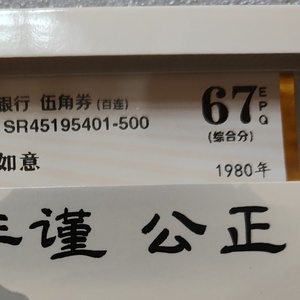 银行 伍角券(百连)
SR45195401-500
如意
67 EPQ
(综合分)
1980年
谨 公正